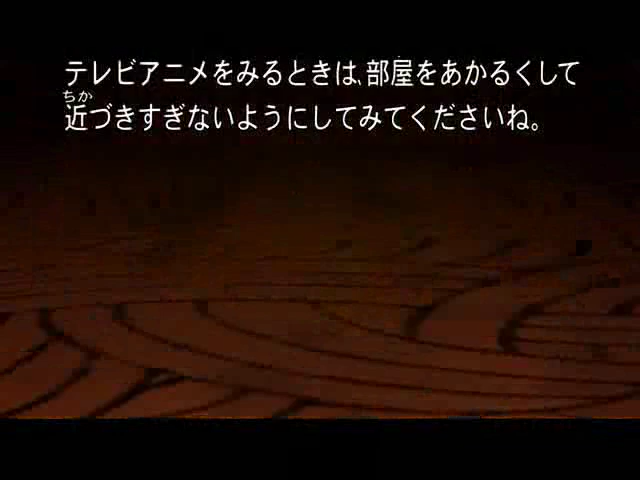 テレビアニメをみるときは、部屋をあかるくして
ちか
近づきすぎないようにしてみてくださいね。